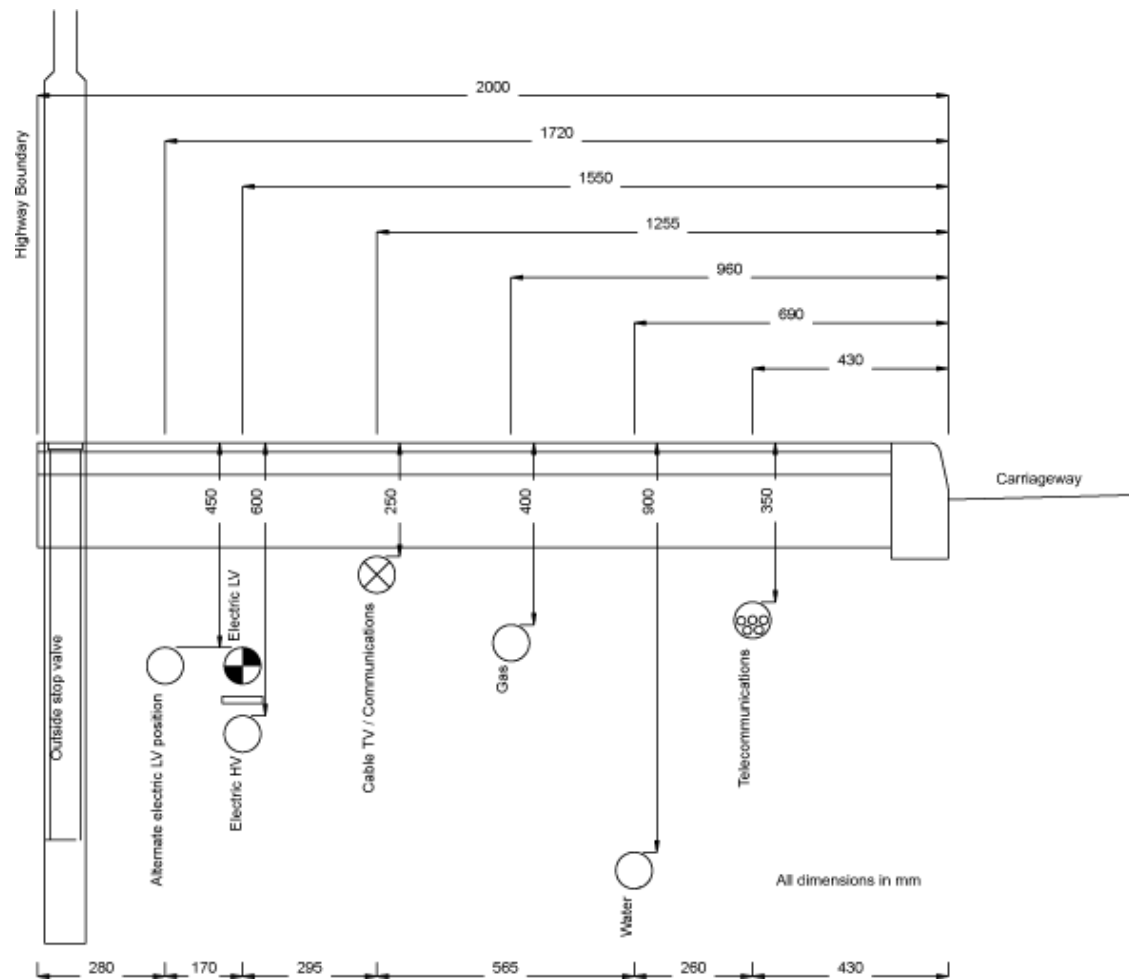 2000
Highway Boundary
1720
1550
1255
960
690
430
Carriageway
450
600
250
400
900
350
Outside stop valve
Alternate electric LV position
Electric LV
Electric HV
Cable TV / Communications
Gas
Water
Telecommunications
All dimensions in mm
280
170
295
565
260
430